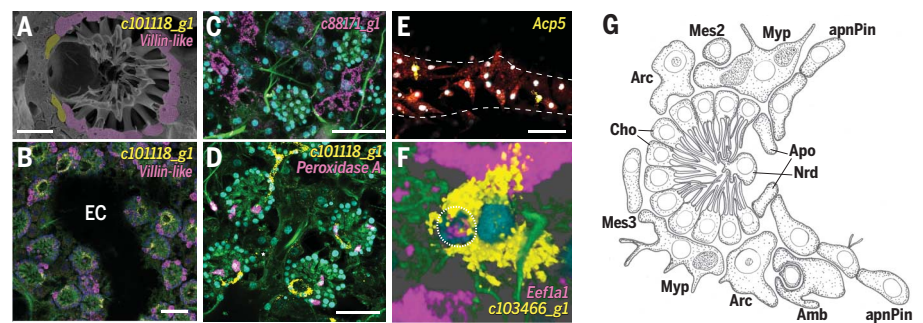 A
c101118_g1
Villin-like
B
c101118_g1
Villin-like
EC
C
c88171_g1
D
c101118_g1
Peroxidase A
E
Acp5
F
Eef1a1
c103466_g1
G
Mes2
Myp
apnPin
Arc
Cho
Apo
Nrd
Mes3
Myp
Arc
Amb
apnPin